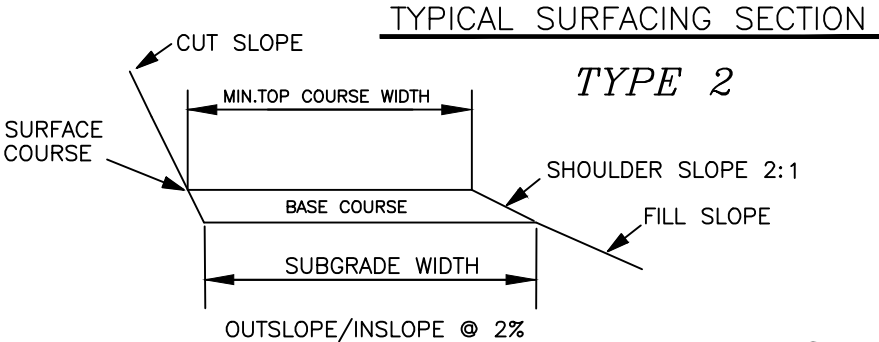 TYPICAL SURFACING SECTION
TYPE 2
CUT SLOPE
MIN.TOP COURSE WIDTH
SURFACE
COURSE
SHOULDER SLOPE 2:1
BASE COURSE
FILL SLOPE
SUBGRADE WIDTH
OUTSLOPE/INSLOPE @ 2%